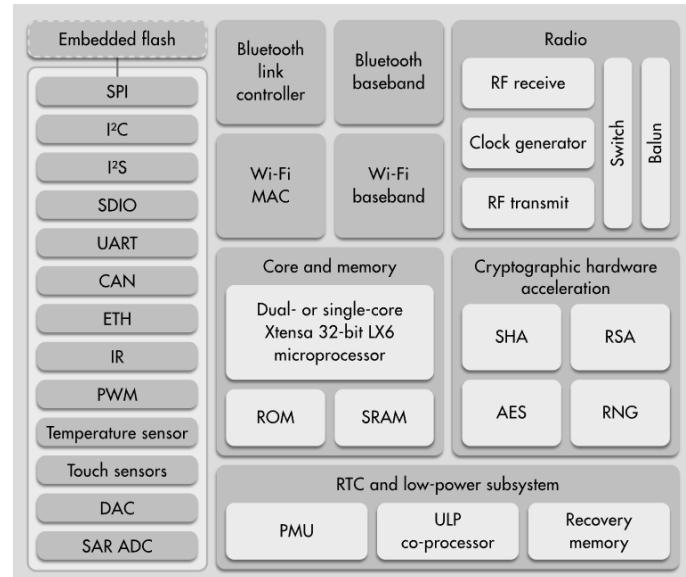 Embedded flash
SPI
I²C
I²S
SDIO
UART
CAN
ETH
IR
PWM
Temperature sensor
Touch sensors
DAC
SAR ADC
Bluetooth
link
controller
Bluetooth
baseband
Wi-Fi
MAC
Wi-Fi
baseband
Radio
RF receive
Clock generator
RF transmit
Switch
Balun
Core and memory
Dual- or single-core
Xtensa 32-bit LX6
microprocessor
ROM
SRAM
Cryptographic hardware
acceleration
SHA
RSA
AES
RNG
RTC and low-power subsystem
PMU
ULP
co-processor
Recovery
memory